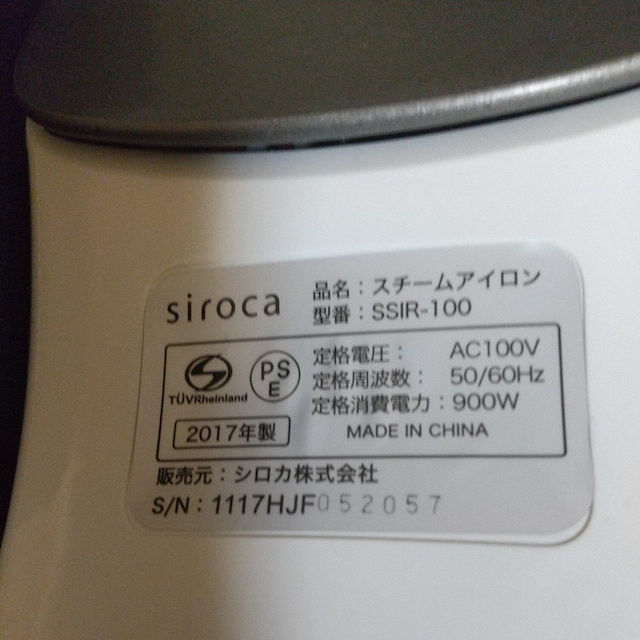 siroca
品名：スチームアイロン
型番：SSIR-100
TÜVRheinland
PS
E
定格電圧： AC100V
定格周波数： 50/60Hz
定格消費電力：900W
2017年製
MADE IN CHINA
販売元：シロカ株式会社
S/N：1117HJF052057